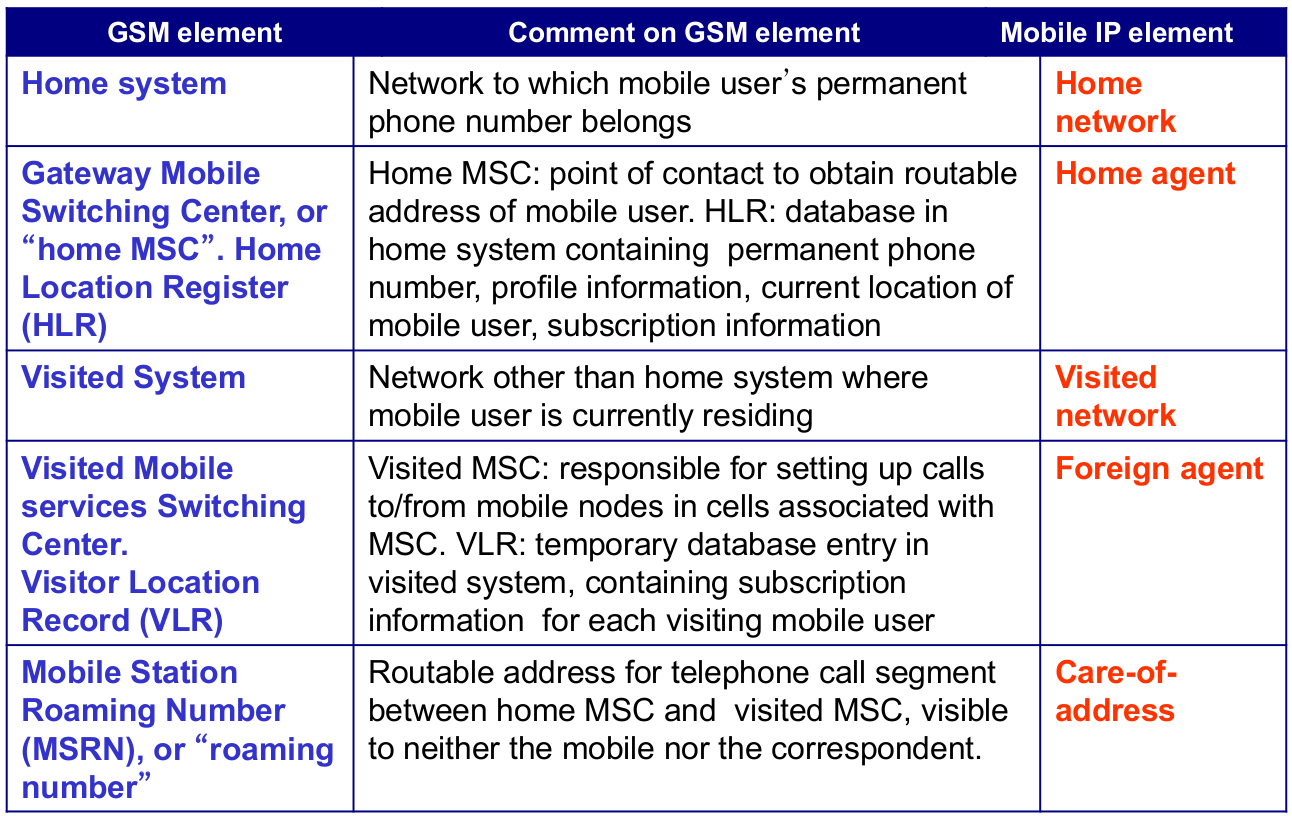 GSM element
Comment on GSM element
Mobile IP element
Home system
Network to which mobile user’s permanent
phone number belongs
Home
network
Gateway Mobile
Switching Center, or
“home MSC”. Home
Location Register
(HLR)
Home MSC: point of contact to obtain routable
address of mobile user. HLR: database in
home system containing  permanent phone
number, profile information, current location of
mobile user, subscription information
Home agent
Visited System
Network other than home system where
mobile user is currently residing
Visited
network
Visited Mobile
services Switching
Center.
Visitor Location
Record (VLR)
Visited MSC: responsible for setting up calls
to/from mobile nodes in cells associated with
MSC. VLR: temporary database entry in
visited system, containing subscription
information  for each visiting mobile user
Foreign agent
Mobile Station
Roaming Number
(MSRN), or “roaming
number”
Routable address for telephone call segment
between home MSC and  visited MSC, visible
to neither the mobile nor the correspondent.
Care-of-
address